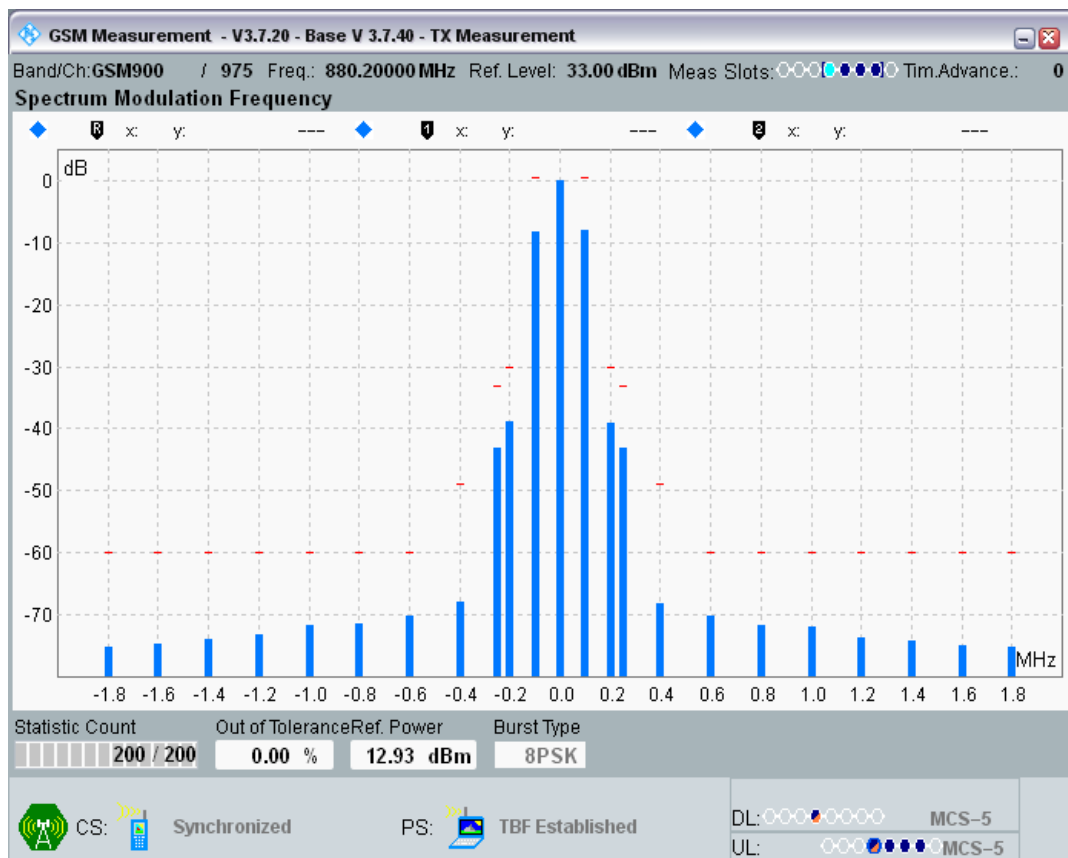 GSM Measurement - V3.7.20 - Base V 3.7.40 - TX Measurement
Band/Ch:GSM900 / 975 Freq.: 880.20000 MHz Ref. Level: 33.00 dBm Meas Slots: Tim.Advance.: 0
Spectrum Modulation Frequency
R x: y: --- 1 x: y: --- 2 x: y: ---
dB
0
-10
-20
-30
-40
-50
-60
-70
MHz
-1.8 -1.6 -1.4 -1.2 -1.0 -0.8 -0.6 -0.4 -0.2 0.0 0.2 0.4 0.6 0.8 1.0 1.2 1.4 1.6 1.8
Statistic Count Out of Tolerance Ref. Power Burst Type
200 / 200 0.00 % 12.93 dBm 8PSK
CS: Synchronized PS: TBF Established
DL: MCS-5
UL: MCS-5